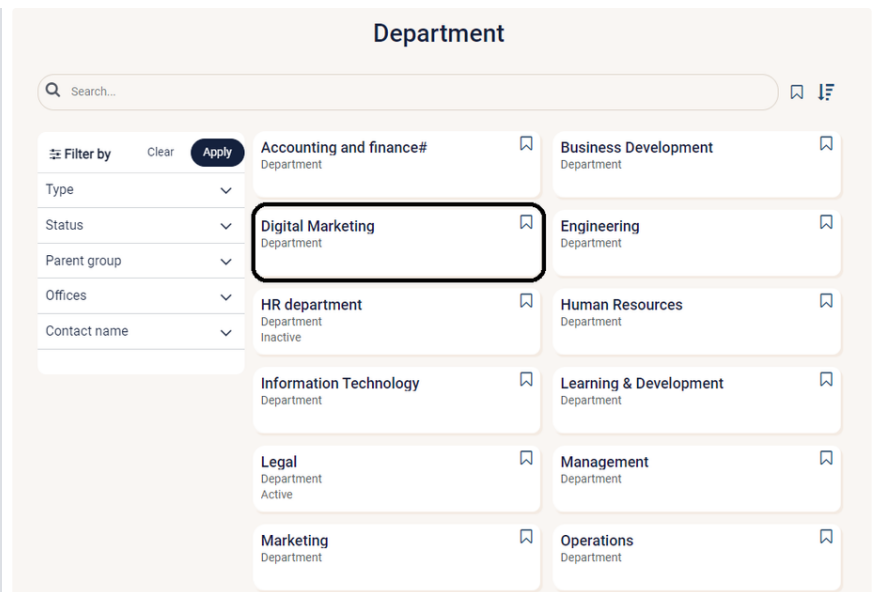 Department
Search...
Filter by Clear Apply
Type
Status
Parent group
Offices
Contact name
Accounting and finance#
Department
Business Development
Department
Digital Marketing
Department
Engineering
Department
HR department
Department
Inactive
Human Resources
Department
Information Technology
Department
Learning & Development
Department
Legal
Department
Active
Management
Department
Marketing
Department
Operations
Department